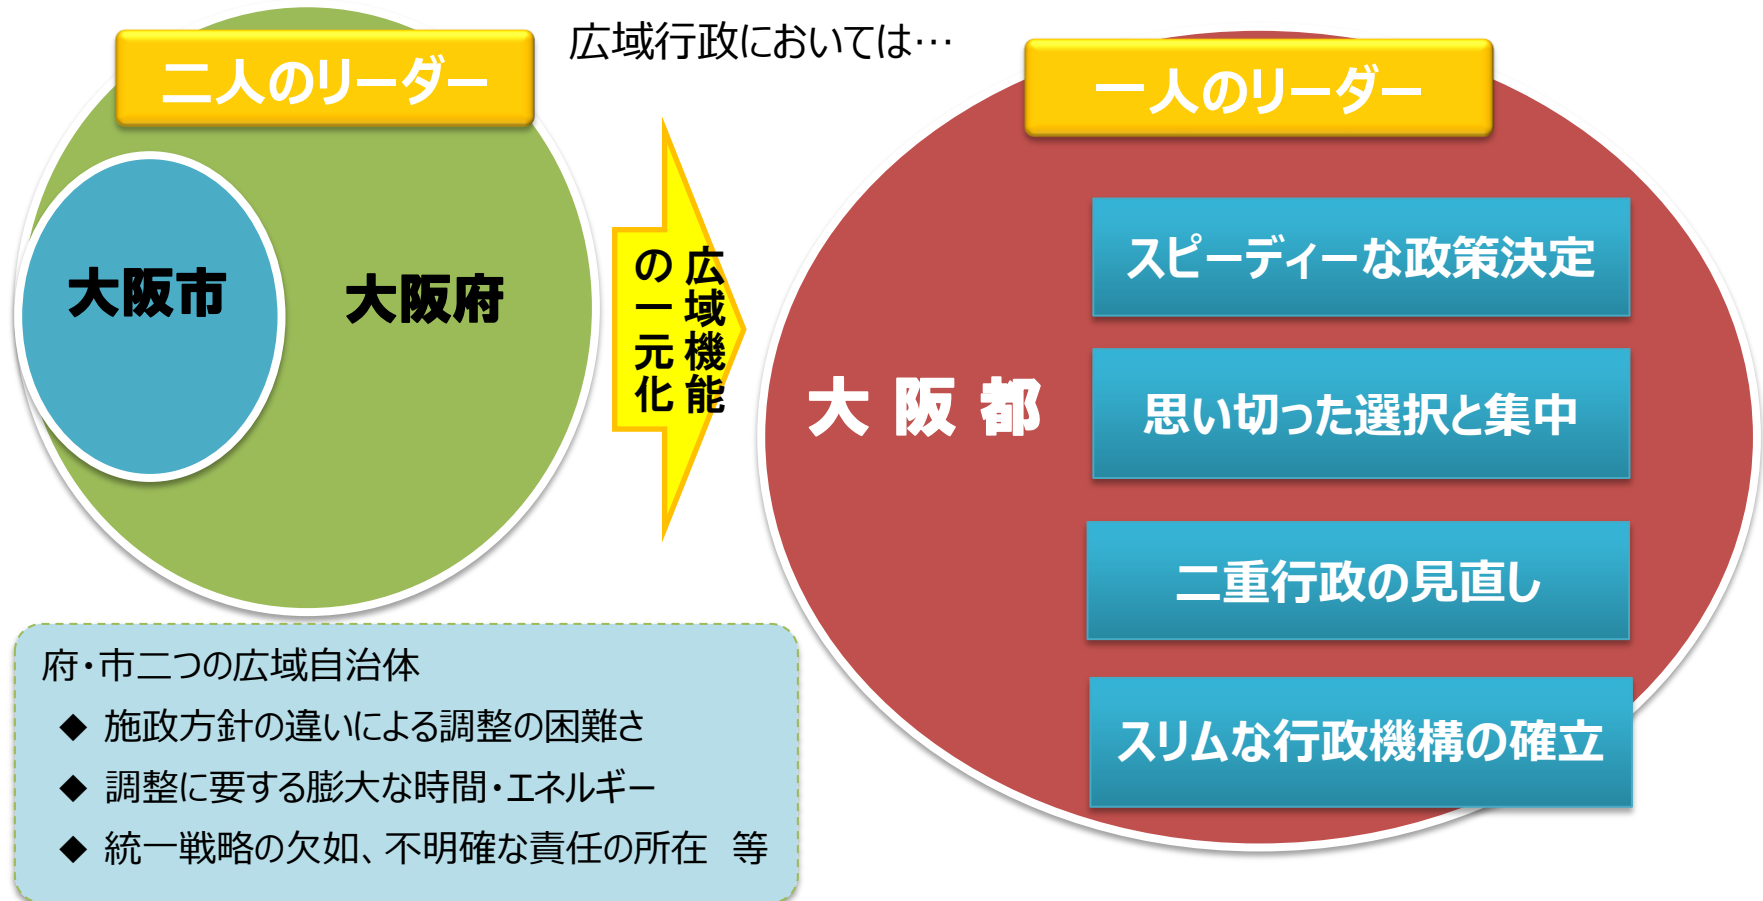 広域行政においては…
二人のリーダー
大阪市
大阪府
広域機能
の一元化
一人のリーダー
大阪都
スピーディーな政策決定
思い切った選択と集中
二重行政の見直し
スリムな行政機構の確立
府・市二つの広域自治体
◆ 施政方針の違いによる調整の困難さ
◆ 調整に要する膨大な時間・エネルギー
◆ 統一戦略の欠如、不明確な責任の所在　等